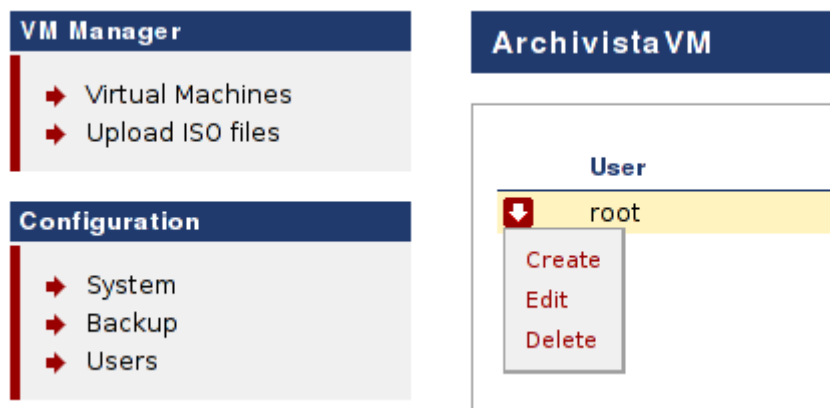 VM Manager
Virtual Machines
Upload ISO files
Configuration
System
Backup
Users
ArchivistaVM
User
root
Create
Edit
Delete